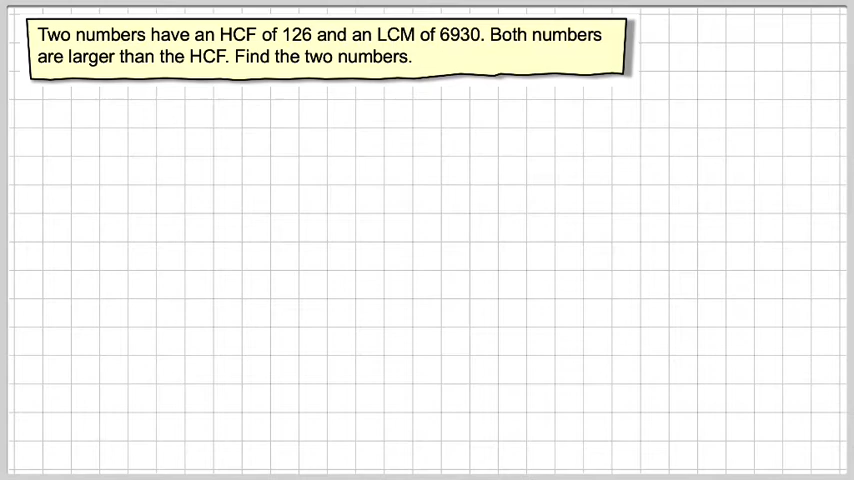 Two numbers have an HCF of 126 and an LCM of 6930. Both numbers
are larger than the HCF. Find the two numbers.